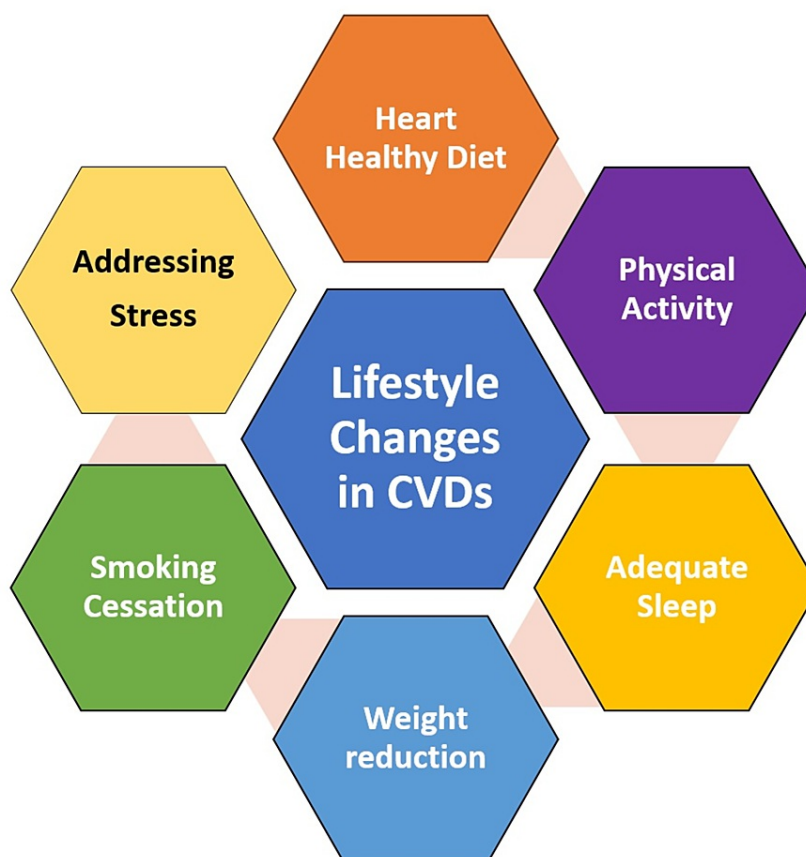 Heart
Healthy Diet
Physical
Activity
Adequate
Sleep
Weight
reduction
Smoking
Cessation
Addressing
Stress
Lifestyle
Changes
in CVDs